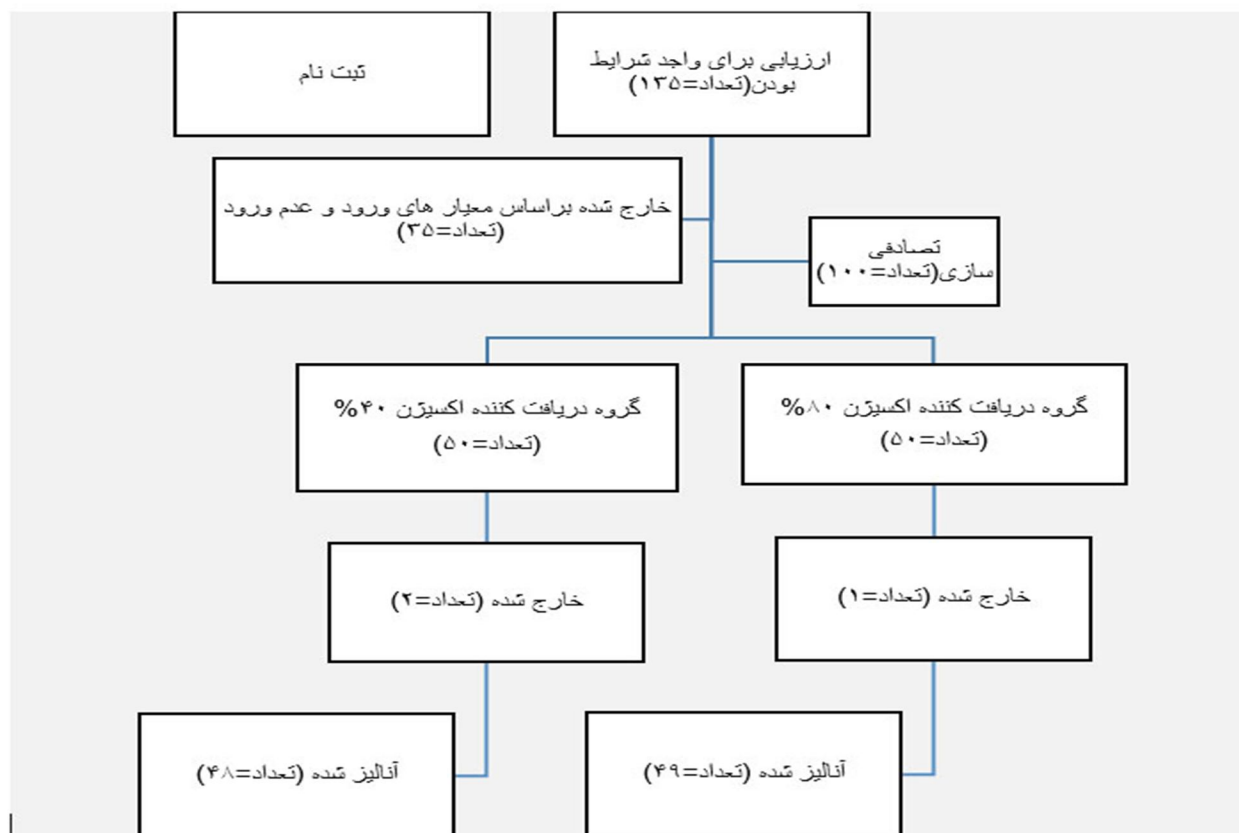 ثبت نام
ارزیابی برای واجد شرایط
بودن(تعداد=۱۳۵)
خارج شده براساس معیار های ورود و عدم ورود
(تعداد=۳۵)
تصادفی
سازی(تعداد=۱۰۰)
گروه دریافت کننده اکسیژن ۸۰%
(تعداد=۵۰)
گروه دریافت کننده اکسیژن ۴۰%
(تعداد=۵۰)
خارج شده (تعداد=۱)
خارج شده (تعداد=۲)
آنالیز شده (تعداد=۴۹)
آنالیز شده (تعداد=۴۸)